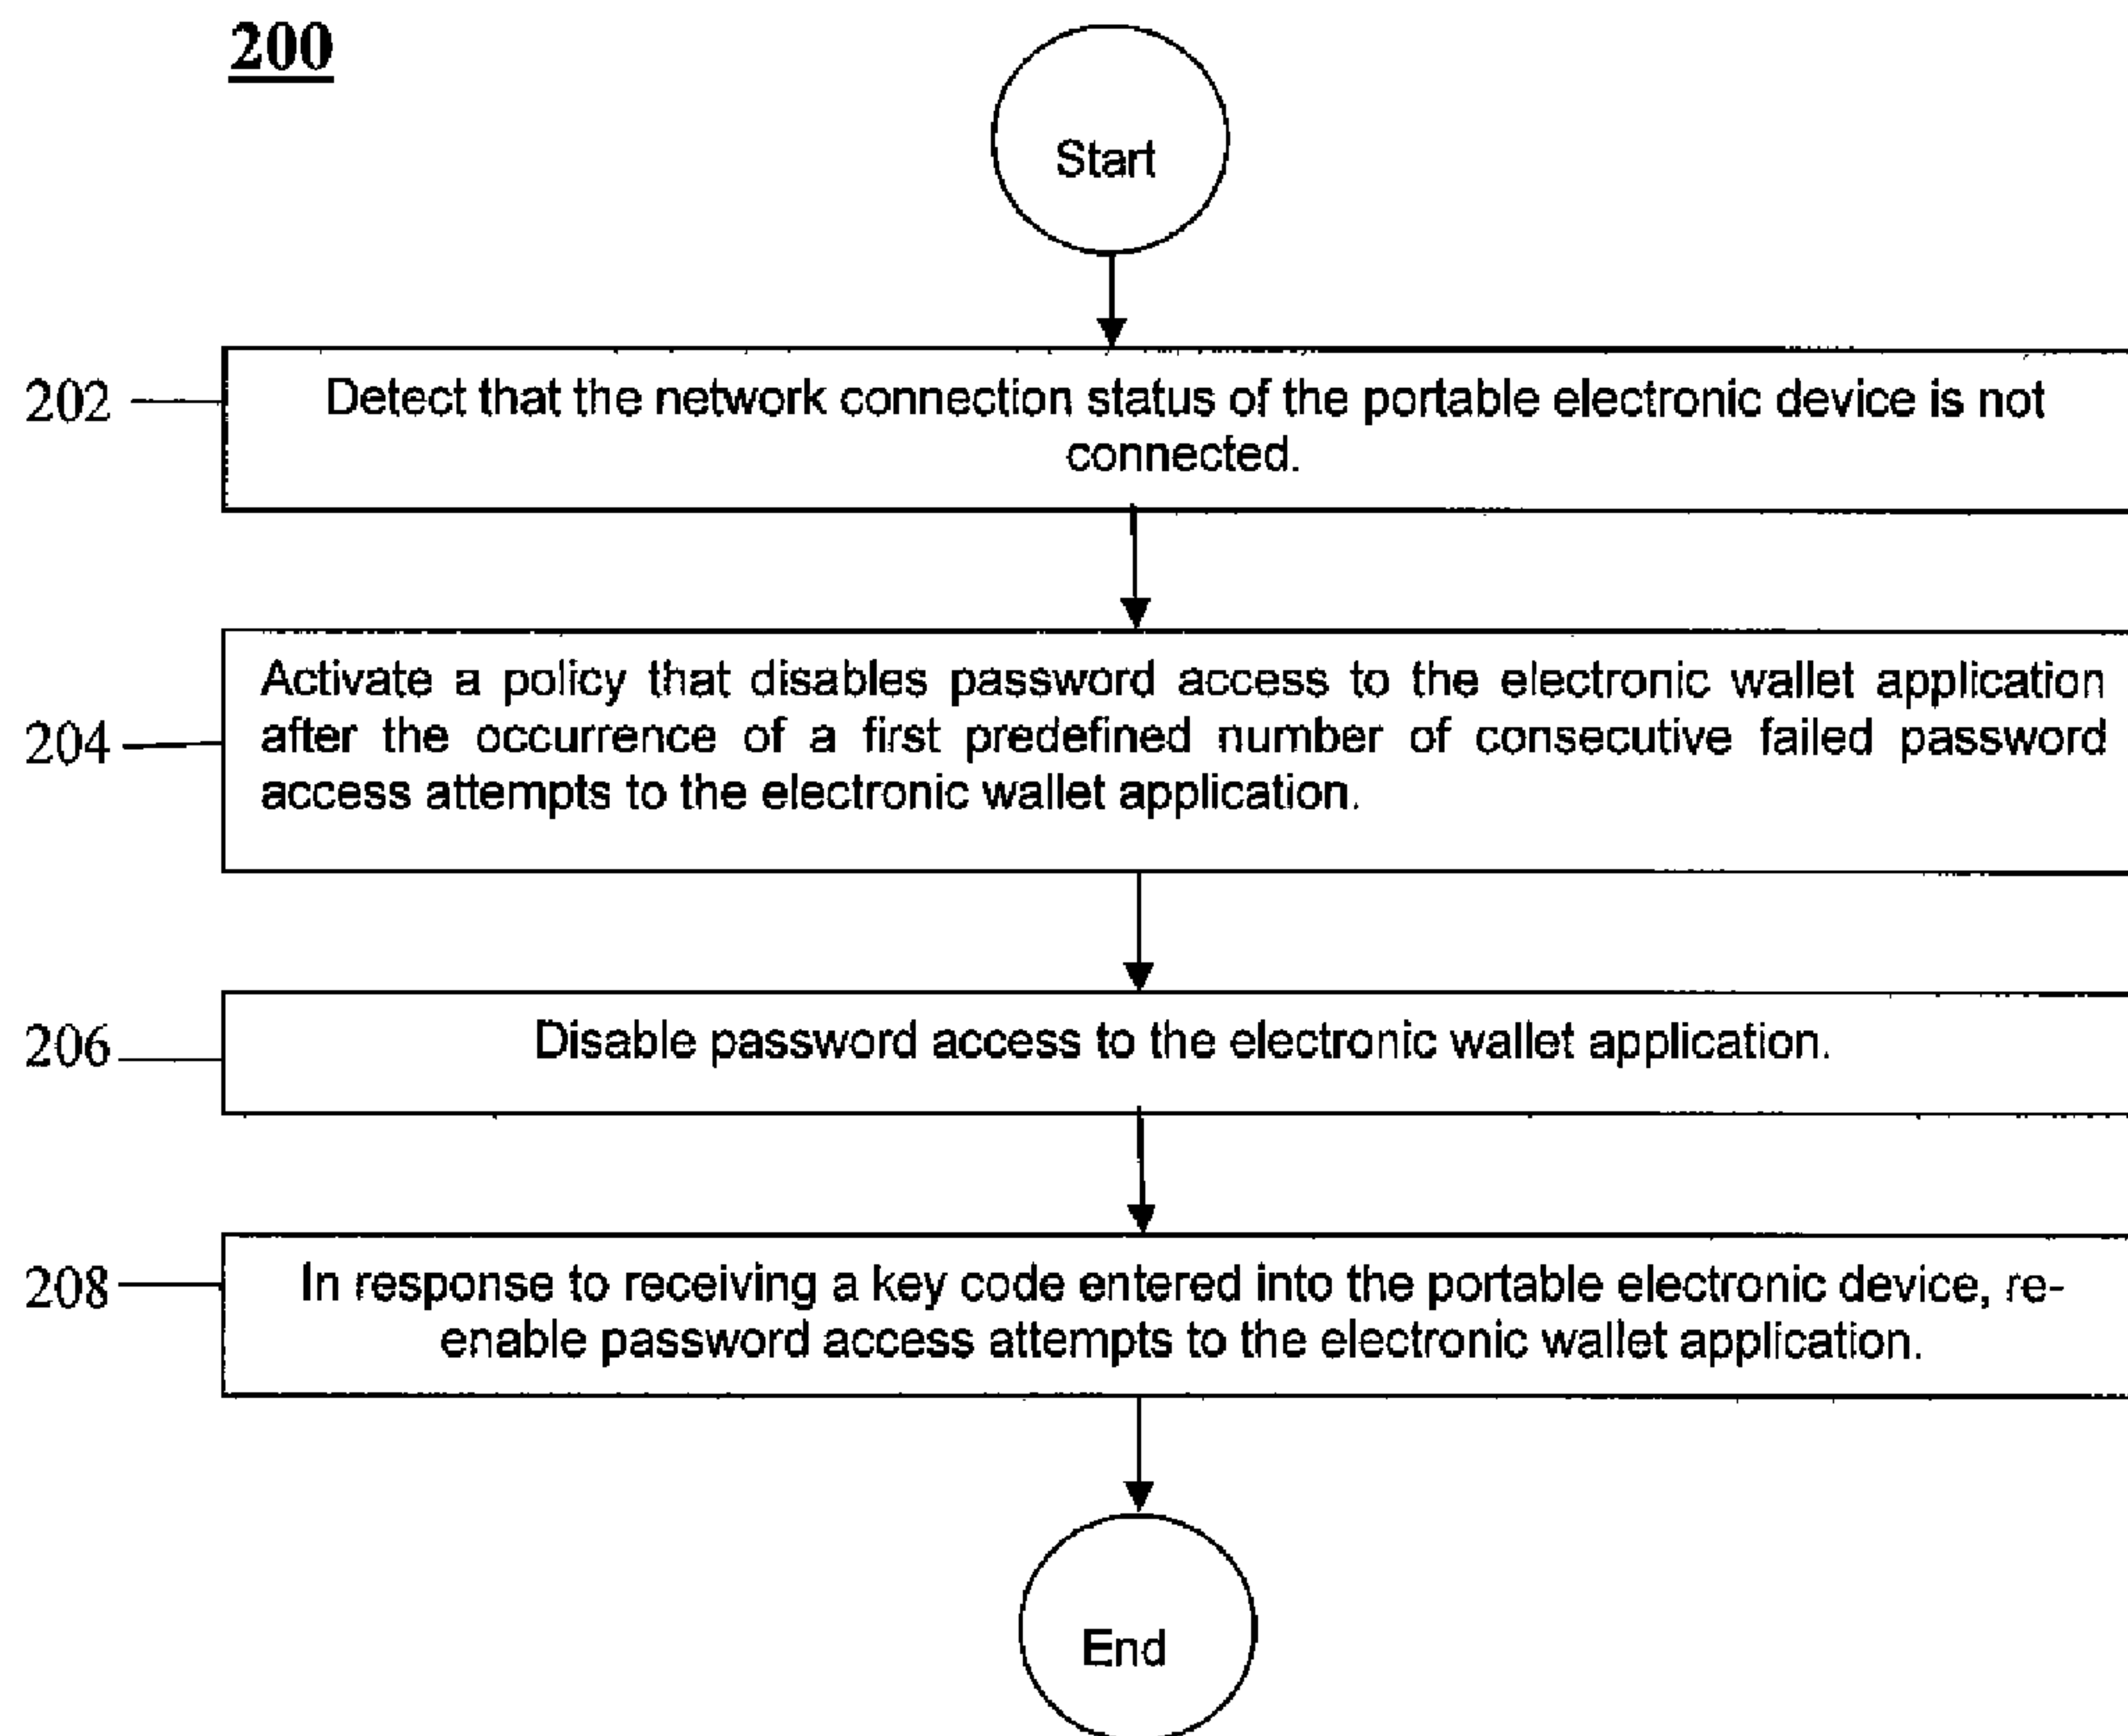 200
Start
202
Detect that the network connection status of the portable electronic device is not
connected.
204
Activate a policy that disables password access to the electronic wallet application
after the occurrence of a first predefined number of consecutive failed password
access attempts to the electronic wallet application.
206
Disable password access to the electronic wallet application.
208
In response to receiving a key code entered into the portable electronic device, re-
enable password access attempts to the electronic wallet application.
End